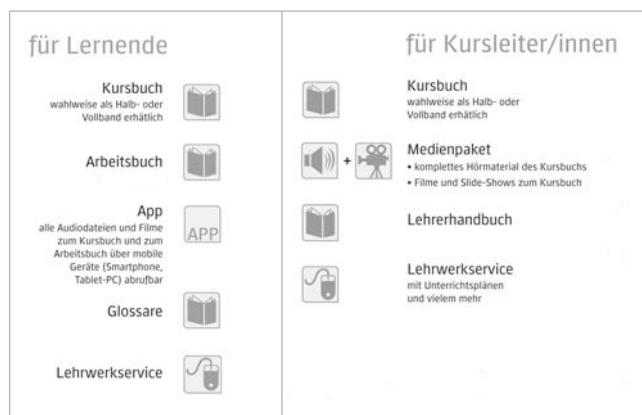 für Lernende
Kursbuch
wahlweise als Halb- oder
Vollband erhätlich
Arbeitsbuch
App
alle Audiodateien und Filme
zum Kursbuch und zum
Arbeitsbuch über mobile
Geräte (Smartphone,
Tablet-PC) abrufbar
APP
Glossare
Lehrwerkservice
für Kursleiter/innen
Kursbuch
wahlweise als Halb- oder
Vollband erhätlich
+
Medienpaket
• komplettes Hörmaterial des Kursbuchs
• Filme und Slide-Shows zum Kursbuch
Lehrerhandbuch
Lehrwerkservice
mit Unterrichtsplänen
und vielem mehr